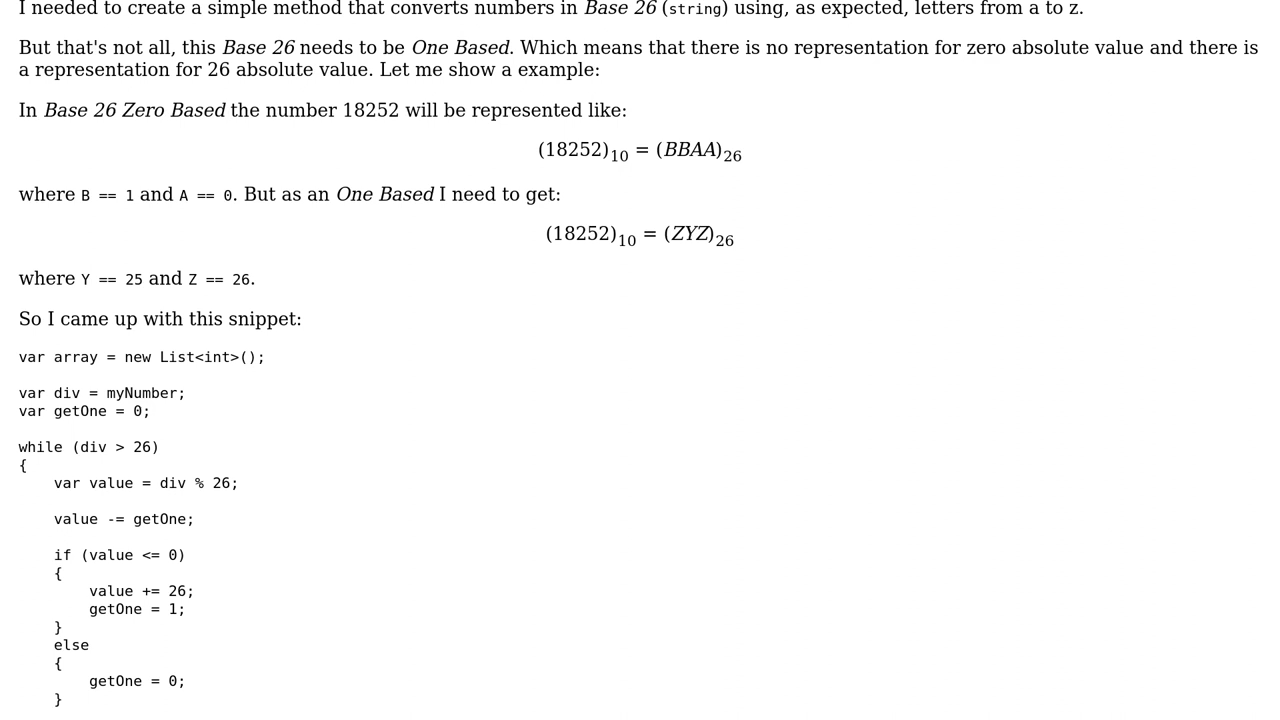 I needed to create a simple method that converts numbers in Base 26 (string) using, as expected, letters from a to z.
But that's not all, this Base 26 needs to be One Based. Which means that there is no representation for zero absolute value and there is
a representation for 26 absolute value. Let me show a example:
In Base 26 Zero Based the number 18252 will be represented like:
(18252)₁₀ = (BBAA)₂₆
where B == 1 and A == 0. But as an One Based I need to get:
(18252)₁₀ = (ZYZ)₂₆
where Y == 25 and Z == 26.
So I came up with this snippet:
var array = new List<int>();
var div = myNumber;
var getOne = 0;
while (div > 26)
{
    var value = div % 26;
    value -= getOne;
    if (value <= 0)
    {
        value += 26;
        getOne = 1;
    }
    else
    {
        getOne = 0;
    }